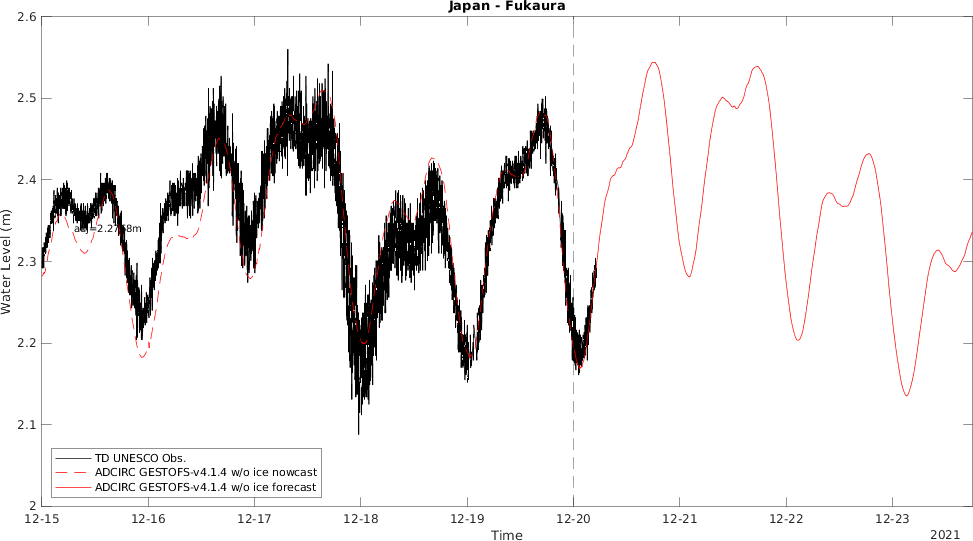 Japan - Fukaura
2.6
2.5
2.4
2.3
2.2
2.1
2
Water Level (m)
TD UNESCO Obs.
ADCIRC GESTOFS-v4.1.4 w/o ice nowcast
ADCIRC GESTOFS-v4.1.4 w/o ice forecast
12-15 12-16 12-17 12-18 12-19 12-20 12-21 12-22 12-23
Time
2021